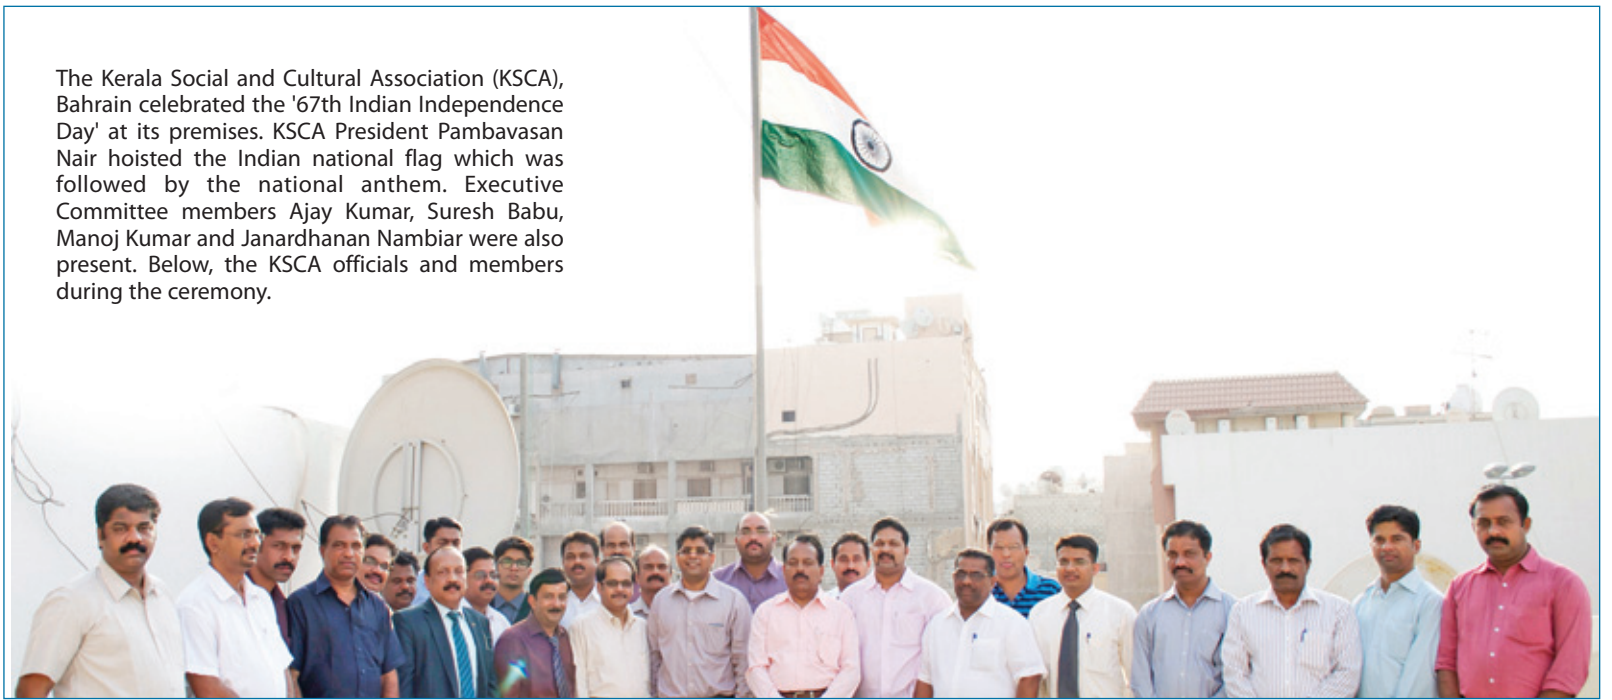 The Kerala Social and Cultural Association (KSCA),
Bahrain celebrated the '67th Indian Independence
Day' at its premises. KSCA President Pambavasan
Nair hoisted the Indian national flag which was
followed by the national anthem. Executive
Committee members Ajay Kumar, Suresh Babu,
Manoj Kumar and Janardhanan Nambiar were also
present. Below, the KSCA officials and members
during the ceremony.